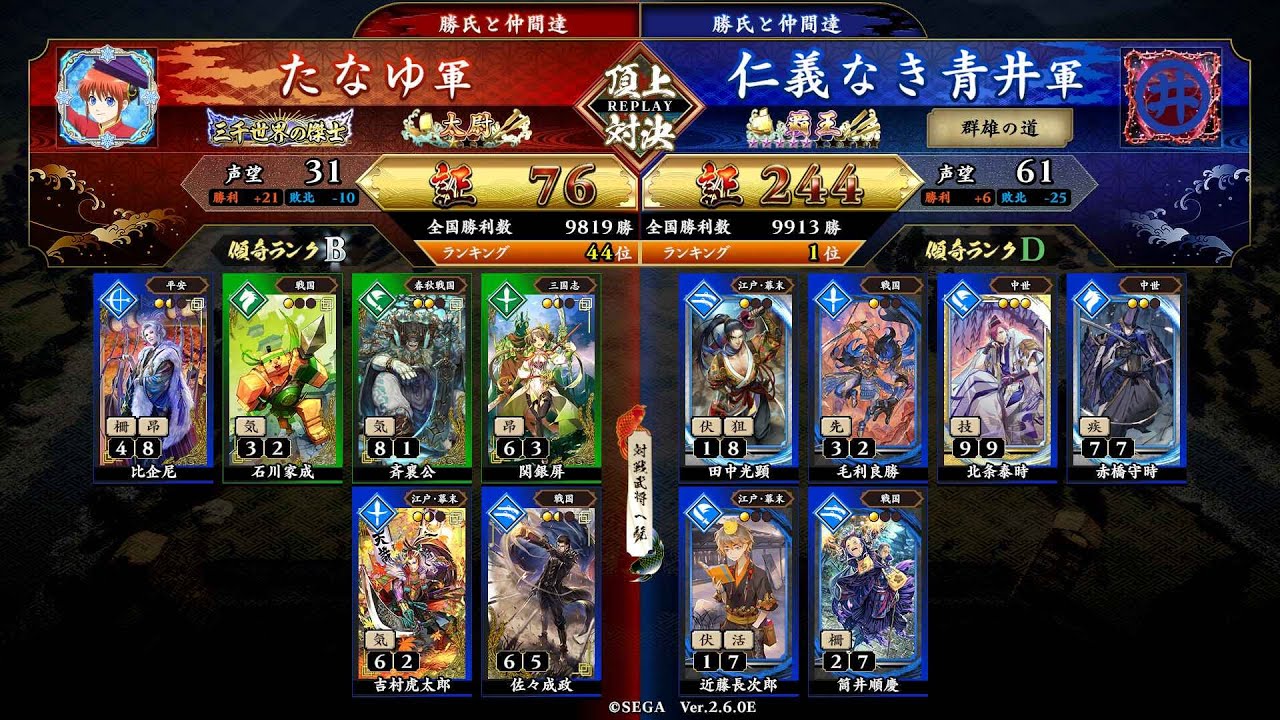 勝氏と仲間達
勝氏と仲間達
たなゆ軍
頂上
REPLAY
対決
仁義なき青井軍
井
三千世界の傑士
太尉
覇王
群雄の道
声望 31
勝利 +21 敗北 -10
証 76
証 244
声望 61
勝利 +6 敗北 -25
全国勝利数 9819勝
全国勝利数 9913勝
傾奇ランクB
ランキング 44位
ランキング 1位
傾奇ランクD
平安
戦国
春秋戦国
三国志
江戸・幕末
戦国
中世
中世
柵 昴
気
気
昴
伏 狙
先
技
疾
4 8
3 2
8 1
6 3
1 8
3 2
9 9
7 7
比企尼
石川家成
斉襄公
関銀屏
田中光顕
毛利良勝
北条泰時
赤橋守時
対戦武将一覧
江戸・幕末
戦国
江戸・幕末
戦国
気
伏 活
柵
6 2
6 5
1 7
2 7
吉村虎太郎
佐々成政
近藤長次郎
筒井順慶
©SEGA Ver.2.6.0E